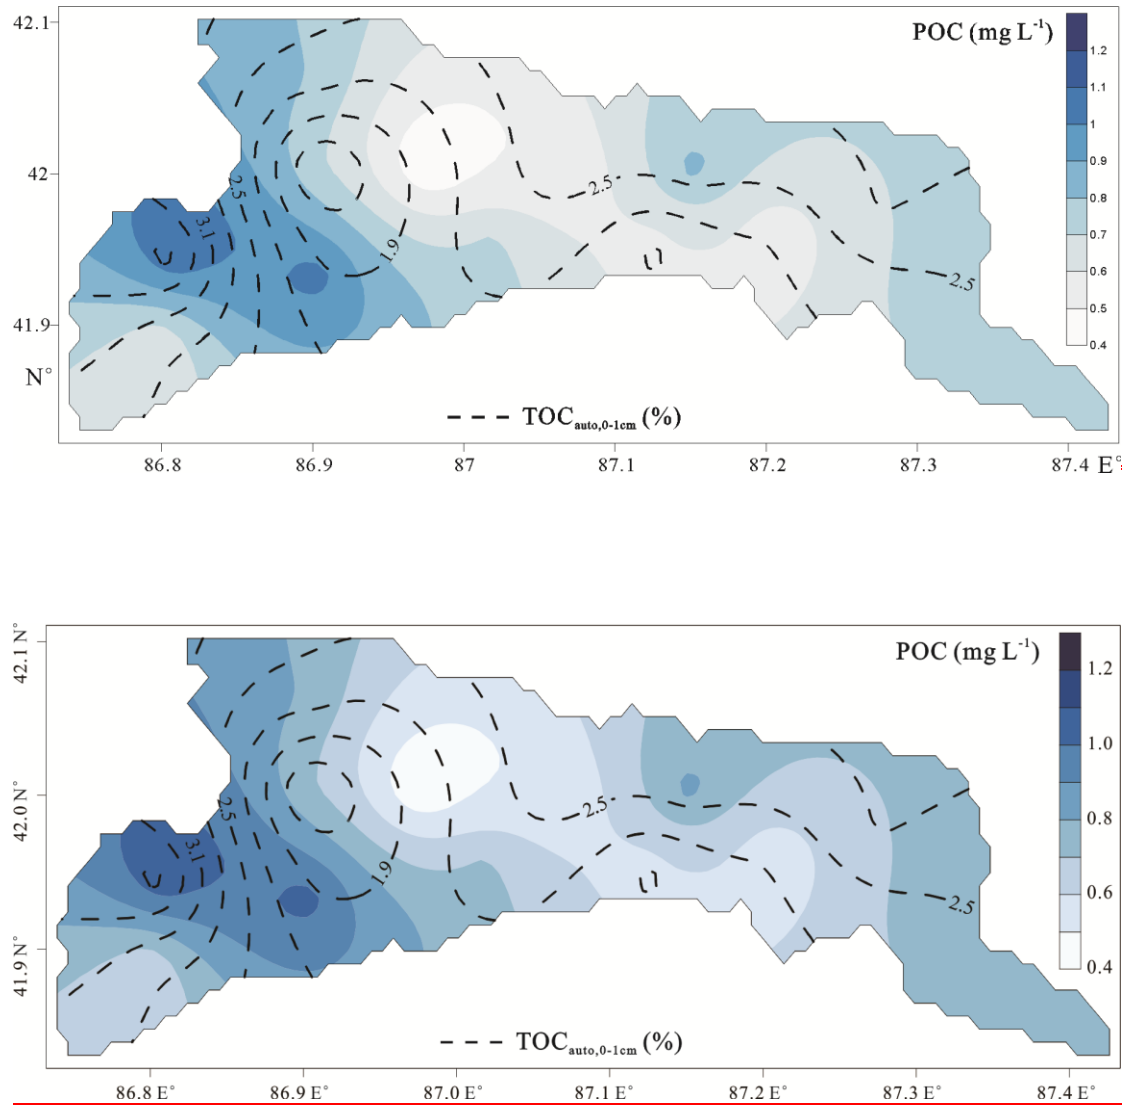 42.1
POC (mg L⁻¹)
1.2
1.1
1
0.9
0.8
0.7
0.6
0.5
0.4
42
2.5
3.1
2.5
1.9
2.5
41.9
N°
TOCauto,0-1cm (%)
86.8 86.9 87 87.1 87.2 87.3 87.4 E°
42.1 N°
POC (mg L⁻¹)
1.2
1.0
0.8
0.6
0.4
42.0 N°
2.5
2.5
3.1
1.9
2.5
41.9 N°
TOCauto,0-1cm (%)
86.8 E° 86.9 E° 87.0 E° 87.1 E° 87.2 E° 87.3 E° 87.4 E°